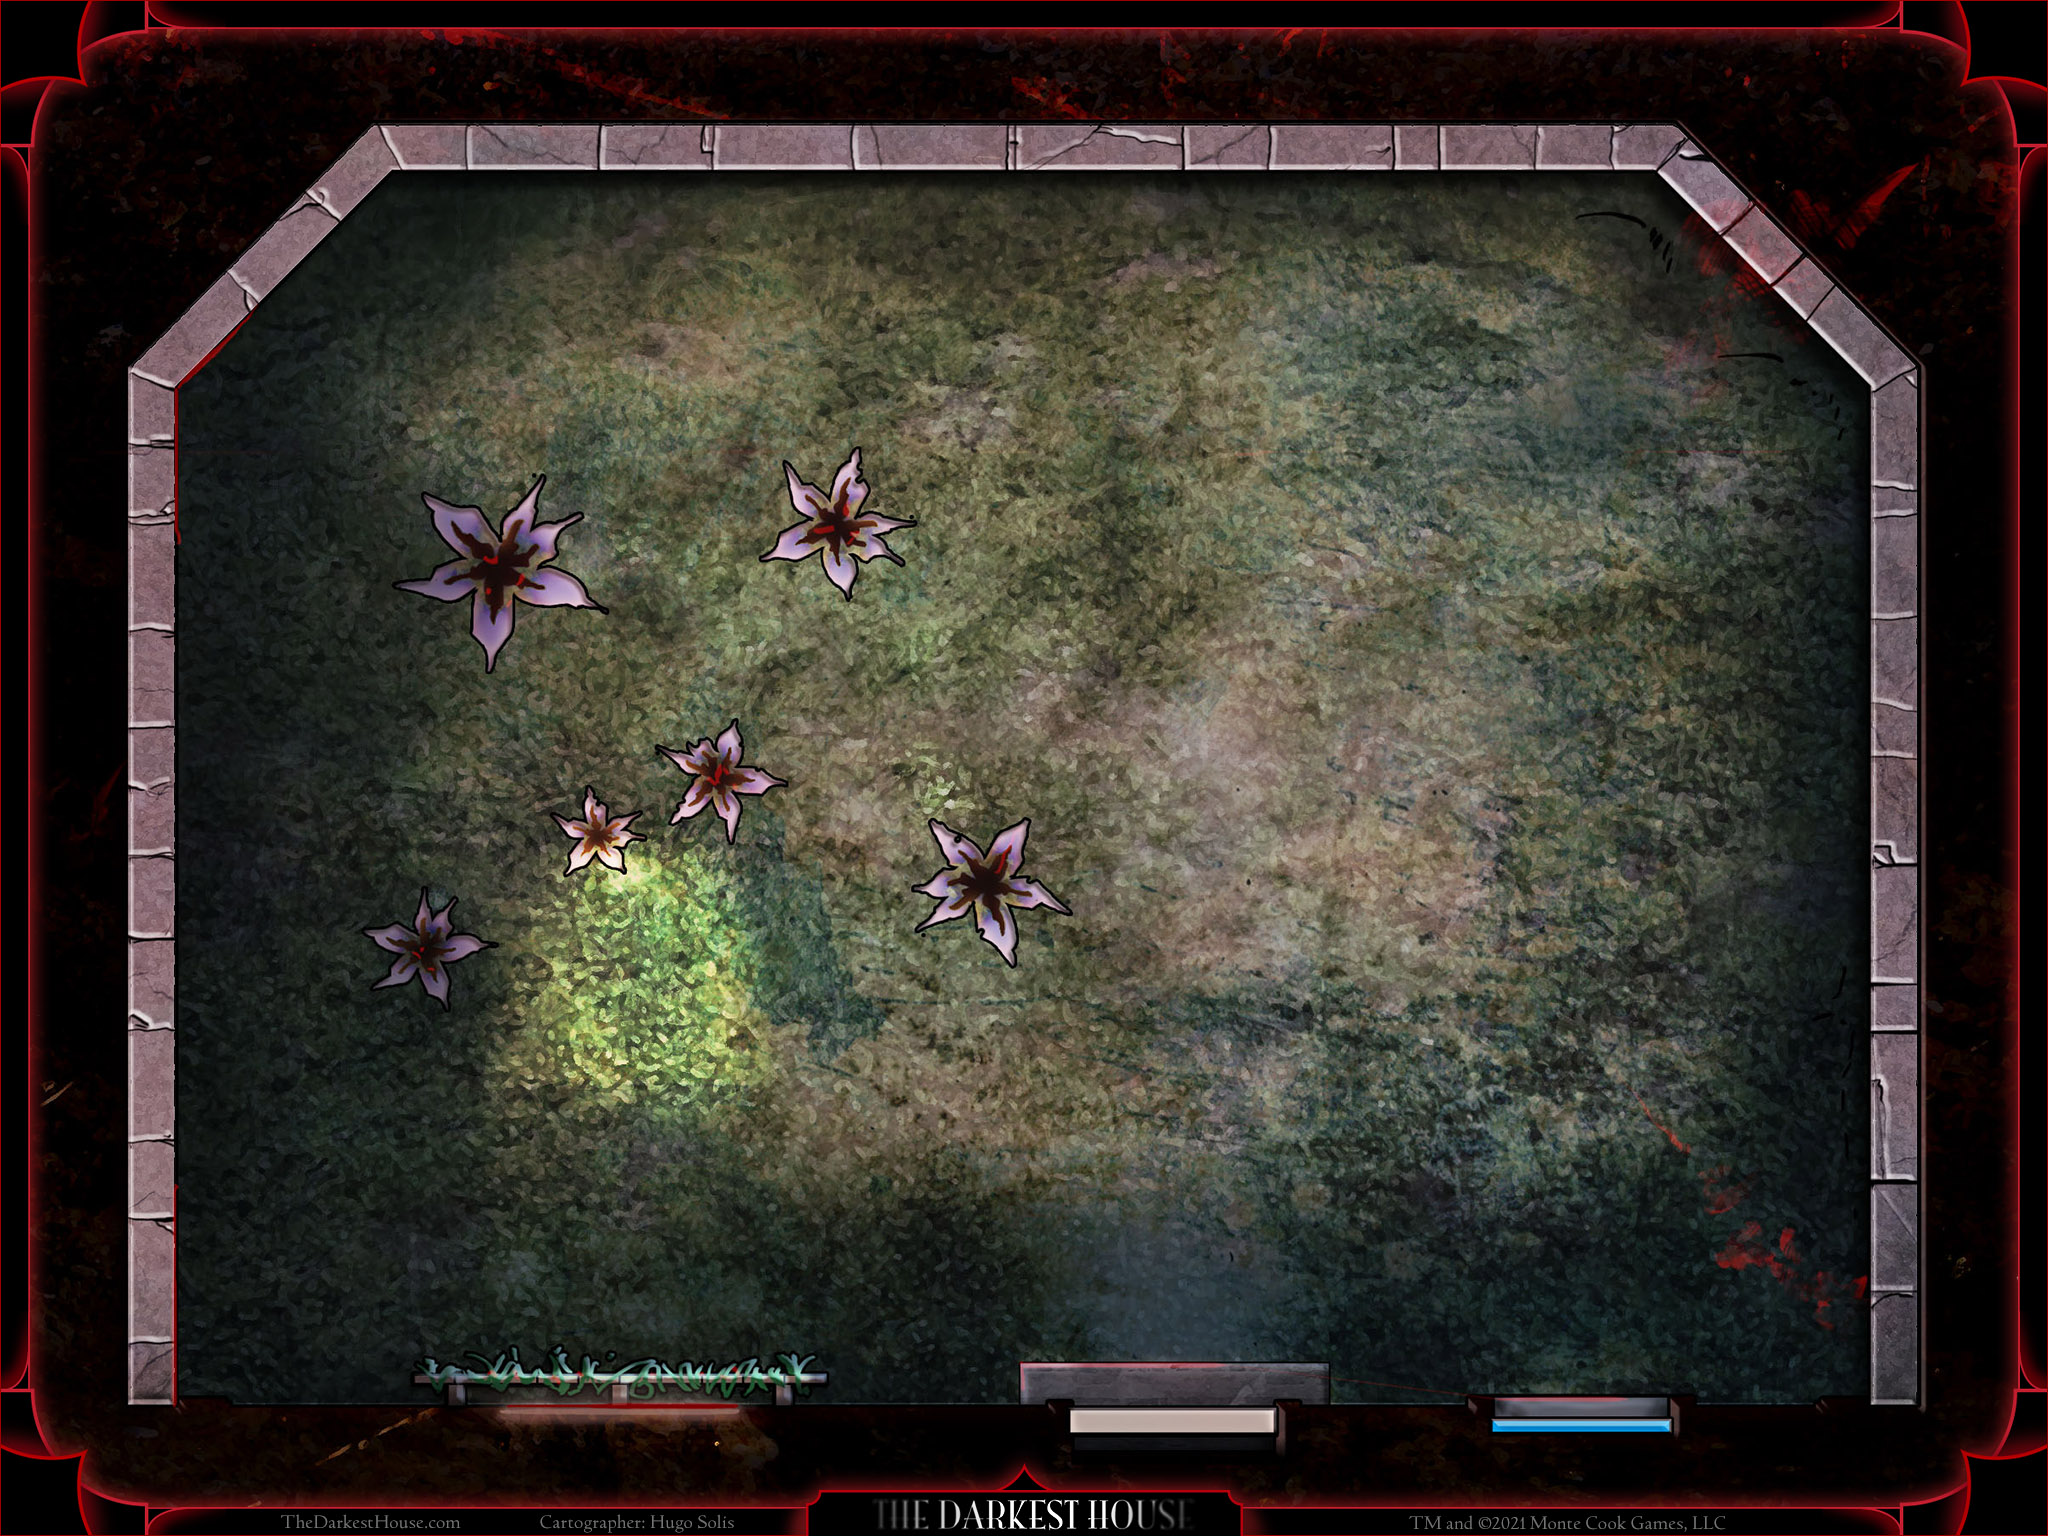 THE DARKEST HOUSE
TheDarkestHouse.com
Cartographer: Hugo Solis
TM and ©2021 Monte Cook Games, LLC